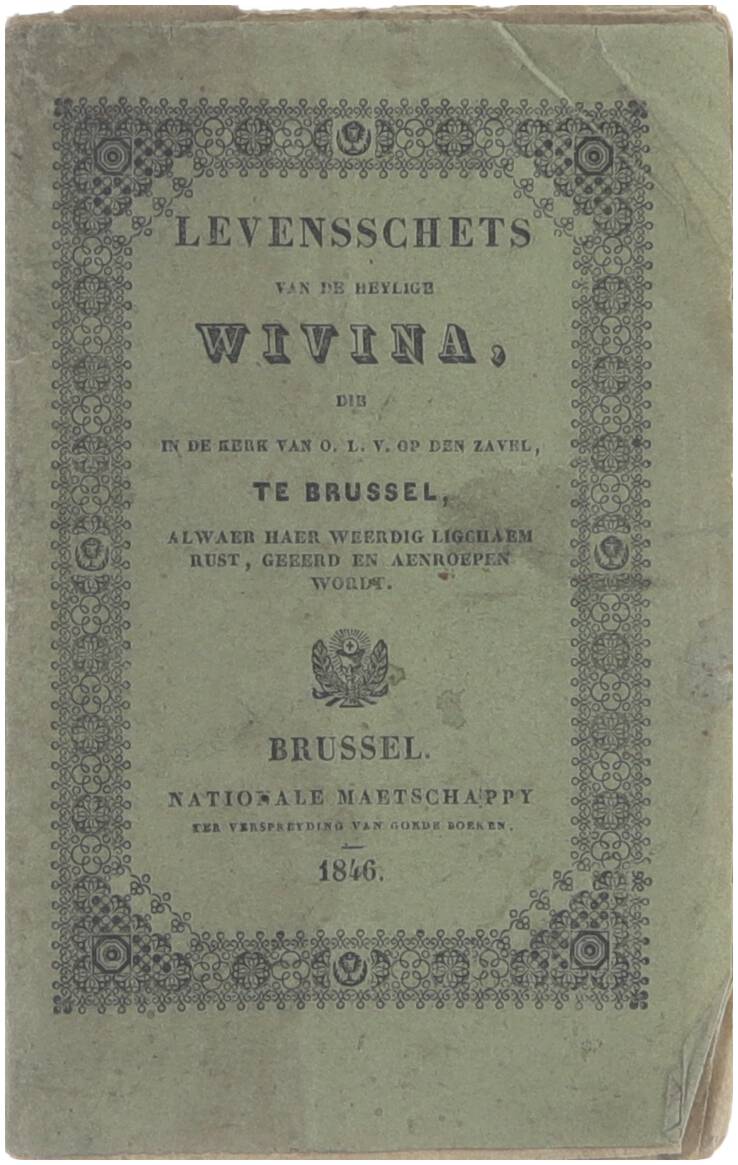 LEVENSSCHETS
VAN DE HEYLIGE
WIVINA,
DIE
IN DE KERK VAN O. L. V. OP DEN ZAVEL,
TE BRUSSEL,
ALWAER HAER WEERDIG LIGCHAEM
RUST, GEEERD EN AENROEPEN
WORDT.
BRUSSEL.
NATIONALE MAETSCHAPPY
TER VERSPREYDING VAN GOEDE BOEKEN.
1846.